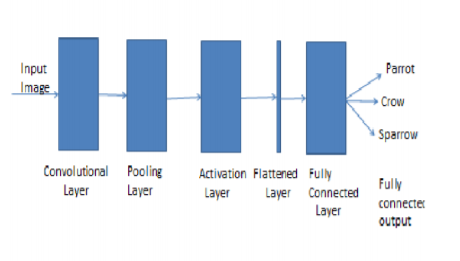 Input
Image
Parrot
Crow
Sparrow
Convolutional
Layer
Pooling
Layer
Activation Layer
Flattened
Layer
Fully
Connected
Layer
Fully
connected
output